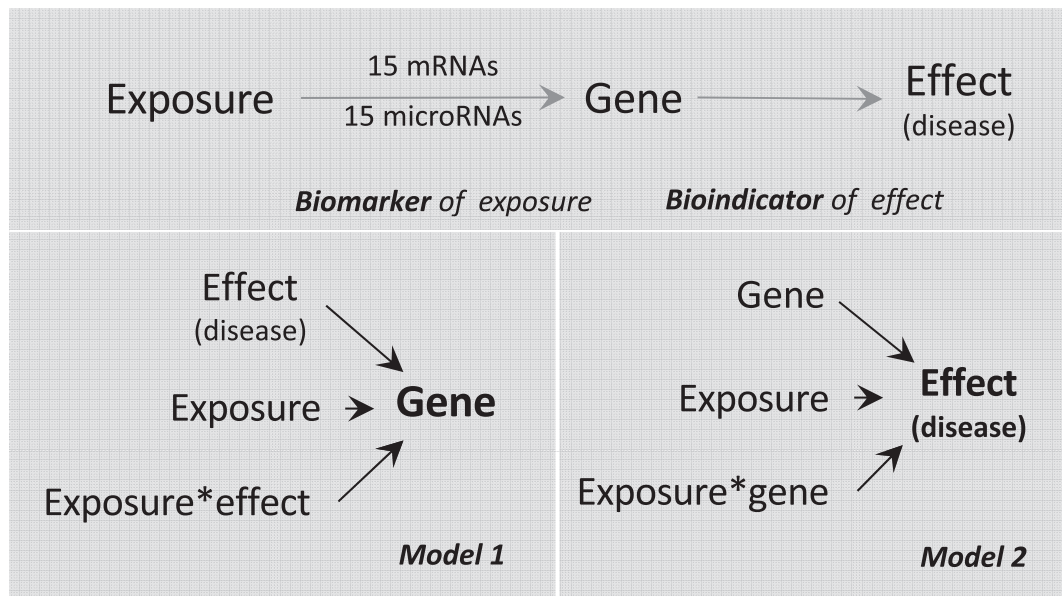 15 mRNAs
Exposure
Gene
Effect
15 microRNAs
(disease)
Biomarker of exposure
Bioindicator of effect
Effect
(disease)
Exposure
Gene
Exposure*effect
Model 1
Gene
Exposure
Effect
(disease)
Exposure*gene
Model 2